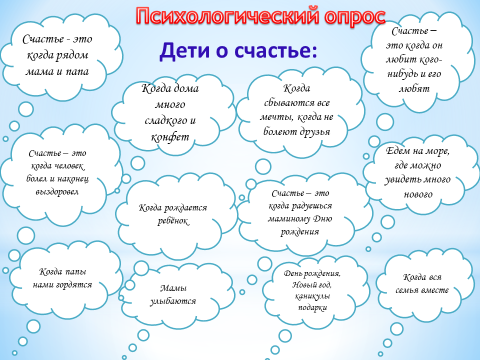 Психологический опрос
Дети о счастье:
Счастье - это
когда рядом
мама и папа
Когда дома
много
сладкого и
конфет
Когда
сбываются все
мечты, когда не
болеют друзья
Счастье –
это когда он
любит кого-
нибудь и его
любят
Счастье – это
когда человек
болел и наконец
выздоровел
Когда рождается
ребёнок
Счастье – это
когда радуешься
маминому Дню
рождения
Едем на море,
где можно
увидеть много
нового
Когда папы
нами гордятся
Мамы
улыбаются
День рождения,
Новый год,
каникулы
подарки
Когда вся
семья вместе